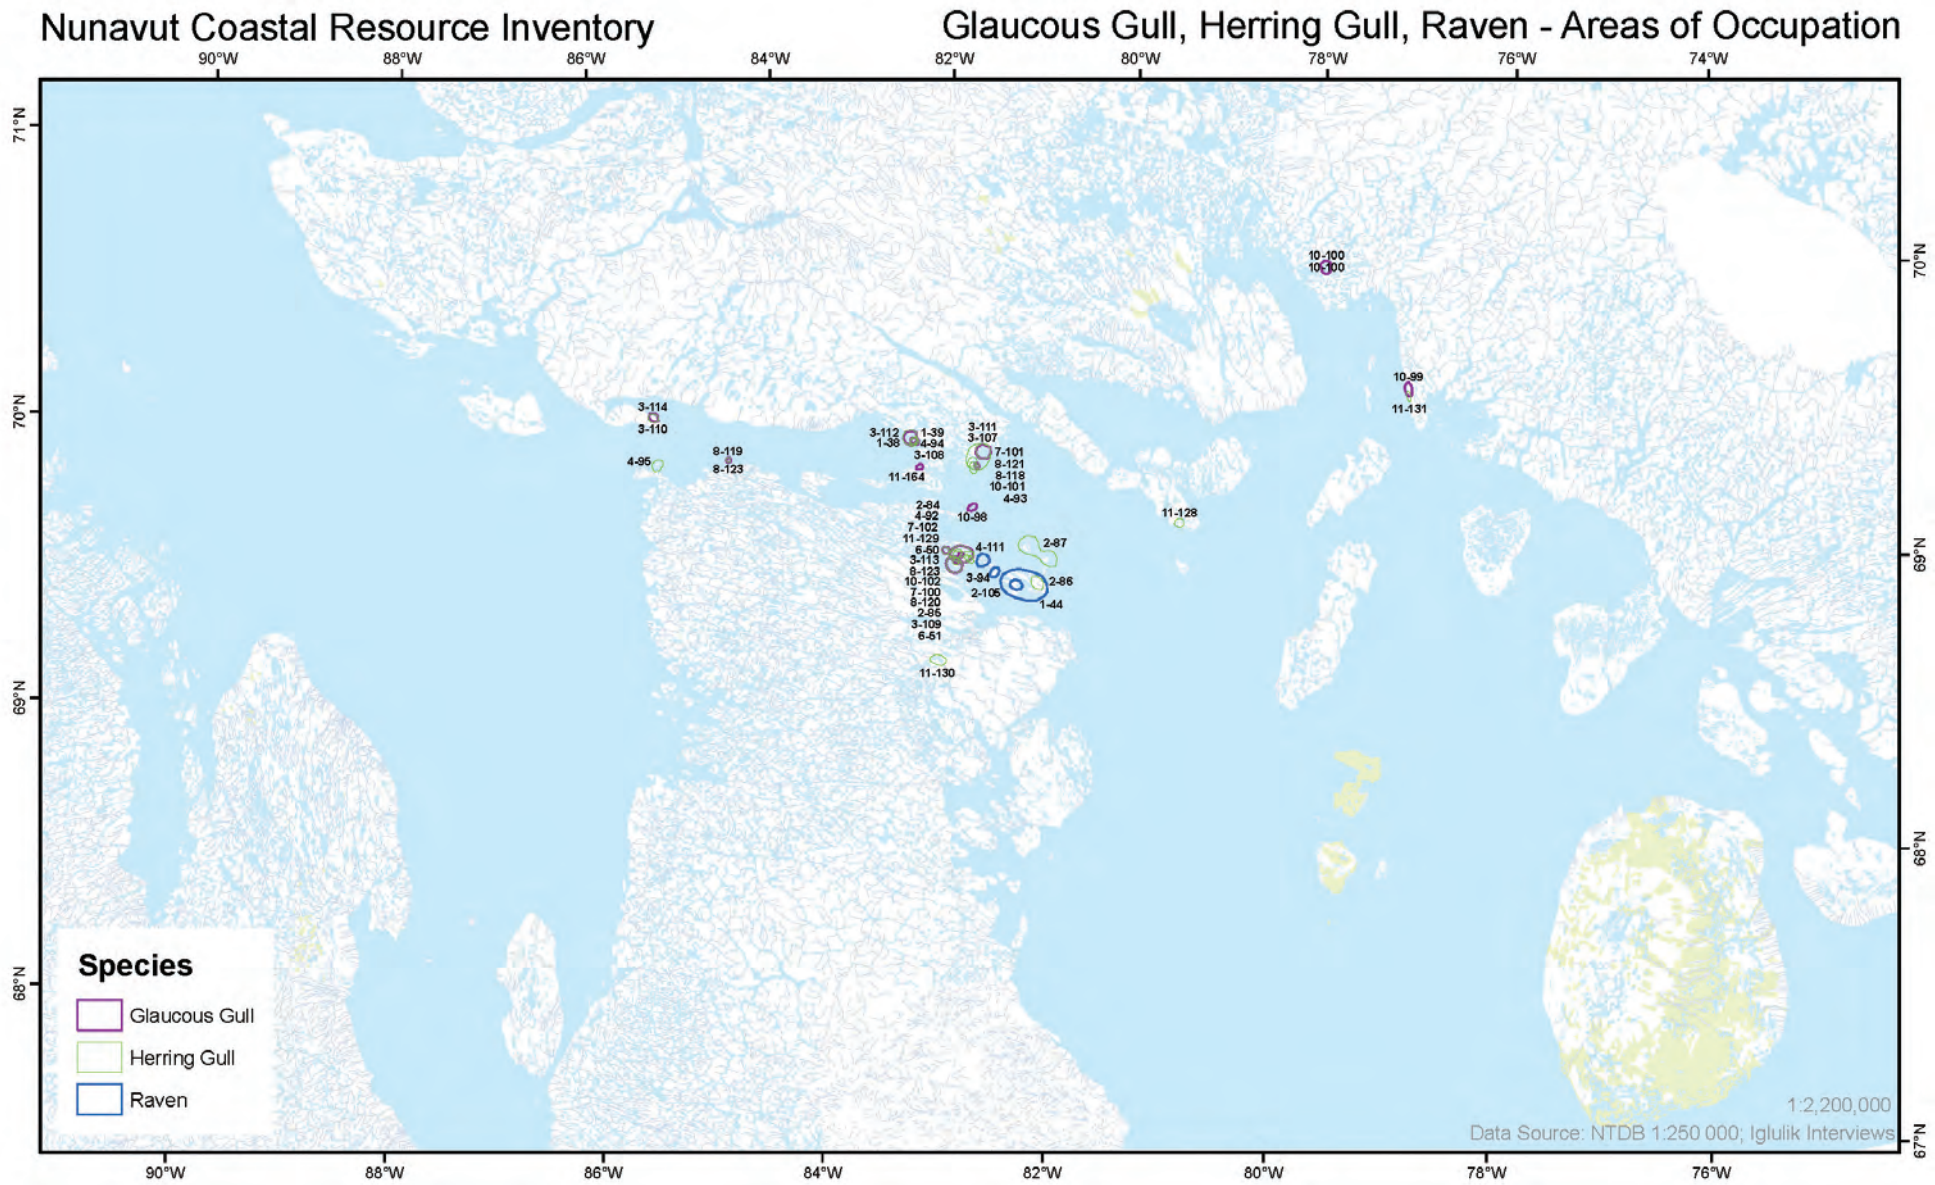 Nunavut Coastal Resource Inventory
Glaucous Gull, Herring Gull, Raven - Areas of Occupation
90°W 88°W 86°W 84°W 82°W 80°W 78°W 76°W 74°W
71°N
70°N
69°N
68°N
70°N
69°N
68°N
67°N
10-100
10-100
10-99
11-131
3-114
3-110
4-95
8-119
8-123
3-112
1-38
1-39
4-94
3-108
11-164
3-111
3-107
7-101
8-121
8-118
10-101
4-93
10-98
11-128
2-84
4-92
7-102
11-129
6-50
3-113
8-123
10-102
7-100
8-120
2-85
3-109
6-51
4-111
2-87
3-94
2-105
2-86
1-44
11-130
Species
Glaucous Gull
Herring Gull
Raven
1:2,200,000
Data Source: NTDB 1:250 000; Iglulik Interviews
90°W 88°W 86°W 84°W 82°W 80°W 78°W 76°W